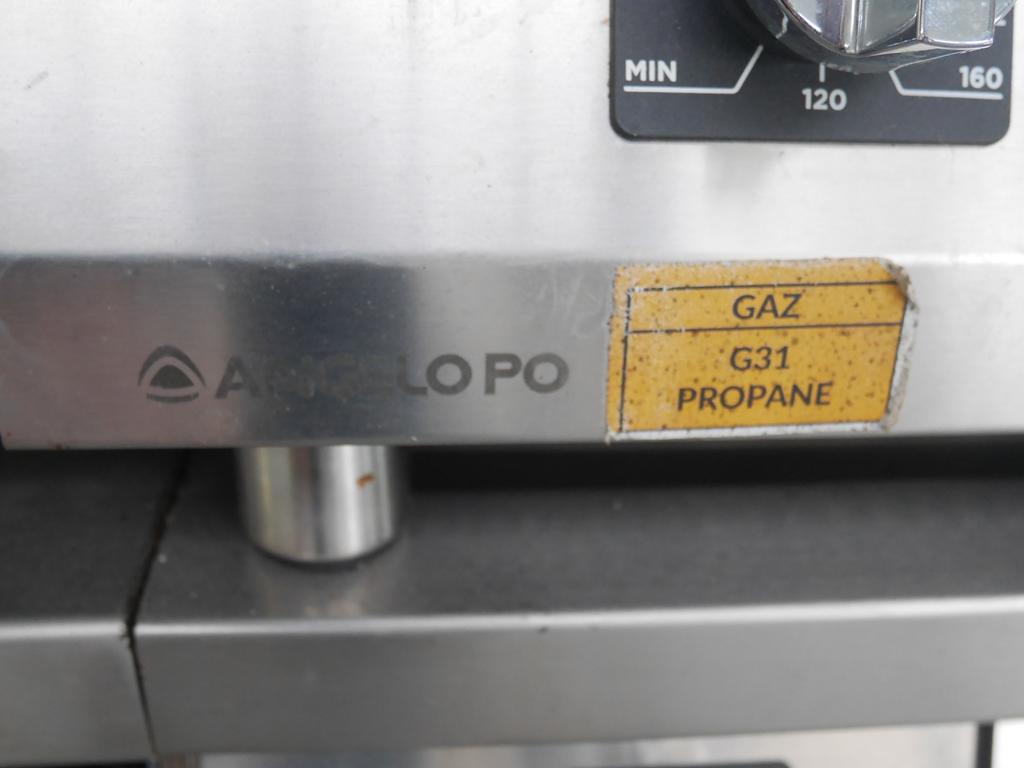 MIN
120
160
GAZ
G31
PROPANE
ANGELO PO